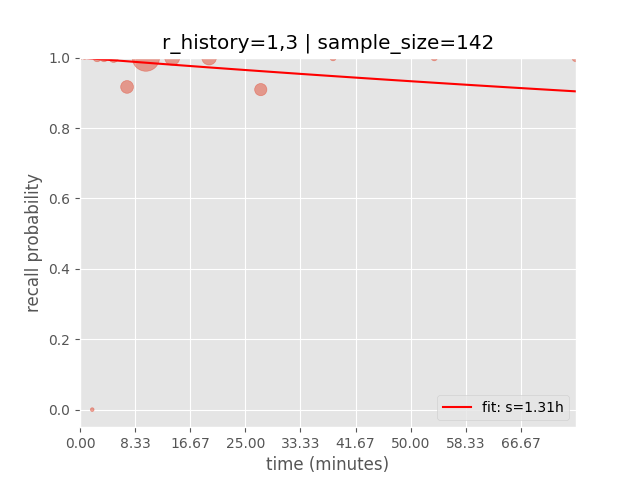 r_history=1,3 | sample_size=142
1.0
0.8
0.6
0.4
0.2
0.0
recall probability
0.00 8.33 16.67 25.00 33.33 41.67 50.00 58.33 66.67
time (minutes)
fit: s=1.31h